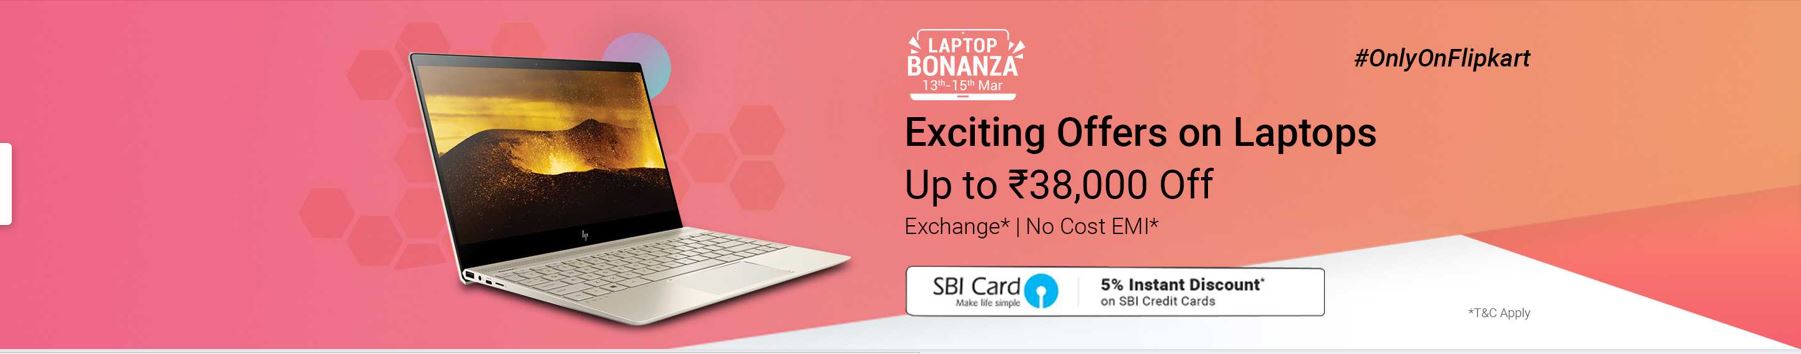 LAPTOP
BONANZA
13th-15th Mar
#OnlyOnFlipkart
Exciting Offers on Laptops
Up to ₹38,000 Off
Exchange* | No Cost EMI*
SBI Card
Make life simple
5% Instant Discount*
on SBI Credit Cards
*T&C Apply
hp